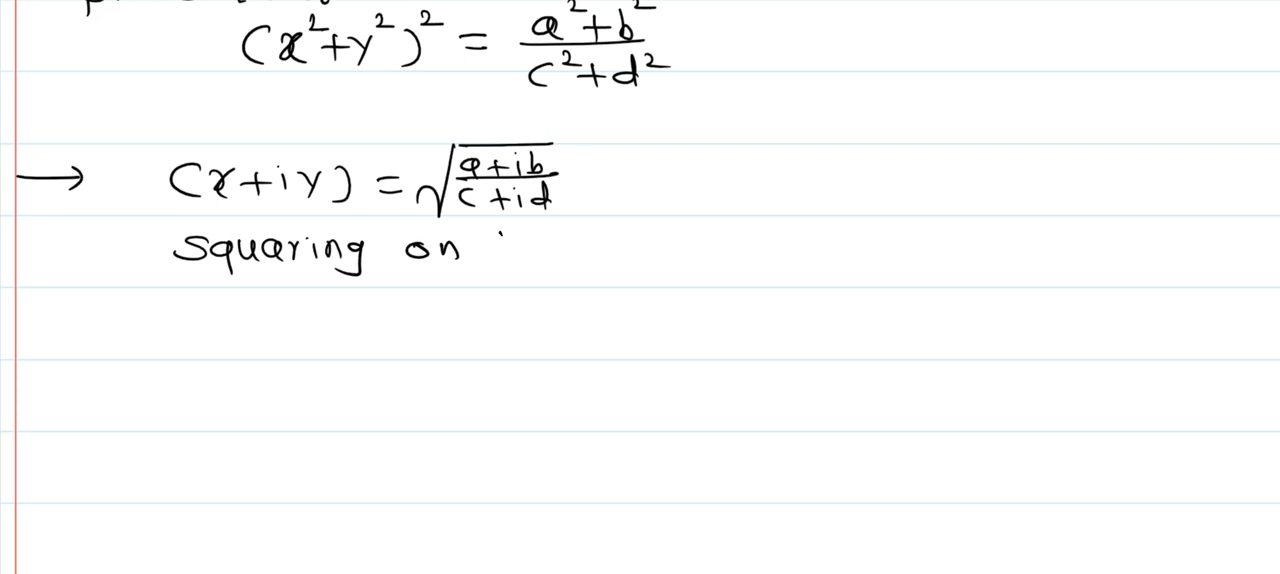 (x²+y²)² = a²+b² / c²+d²
→ (x+iy) = √(a+ib / c+id)
Squaring on